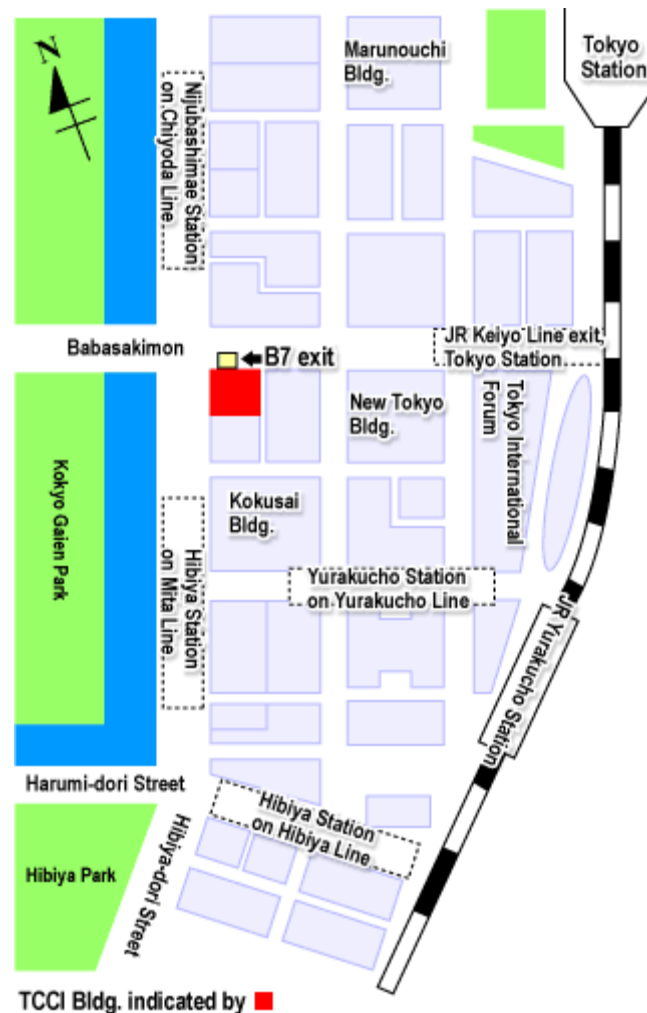 Marunouchi
Bldg.
Tokyo
Station
N
Nijubashimae Station
on Chiyoda Line
Babasakimon
B7 exit
JR Keiyo Line exit,
Tokyo Station
New Tokyo
Bldg.
Tokyo International
Forum
Kokyo Gaien Park
Kokusai
Bldg.
Hibiya Station
on Mita Line
Yurakucho Station
on Yurakucho Line
JR Yurakucho Station
Harumi-dori Street
Hibiya Station
on Hibiya Line
Hibiya Park
Hibiya-dori Street
TCCI Bldg. indicated by